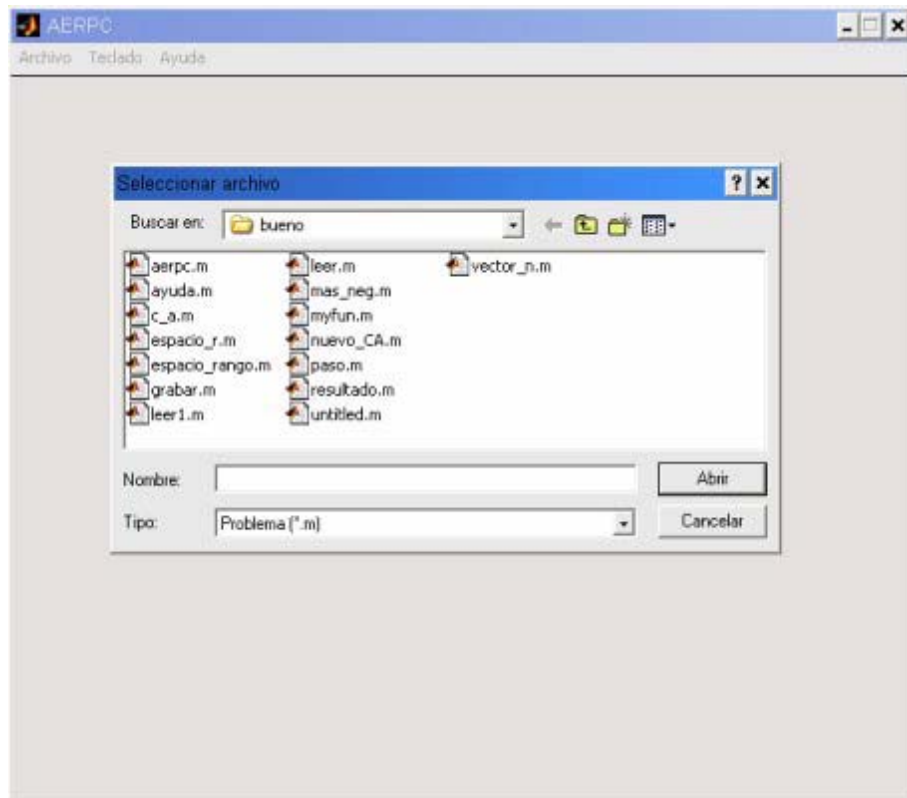 AERPC
Archivo Teclado Ayuda
Seleccionar archivo
Buscar en: bueno
aerpc.m leer.m vector_n.m
ayuda.m mas_neg.m
c_a.m myfun.m
espacio_r.m nuevo_CA.m
espacio_rango.m paso.m
grabar.m resultado.m
leer1.m untitled.m
Nombre: Abrir
Tipo: Problema (*.m) Cancelar